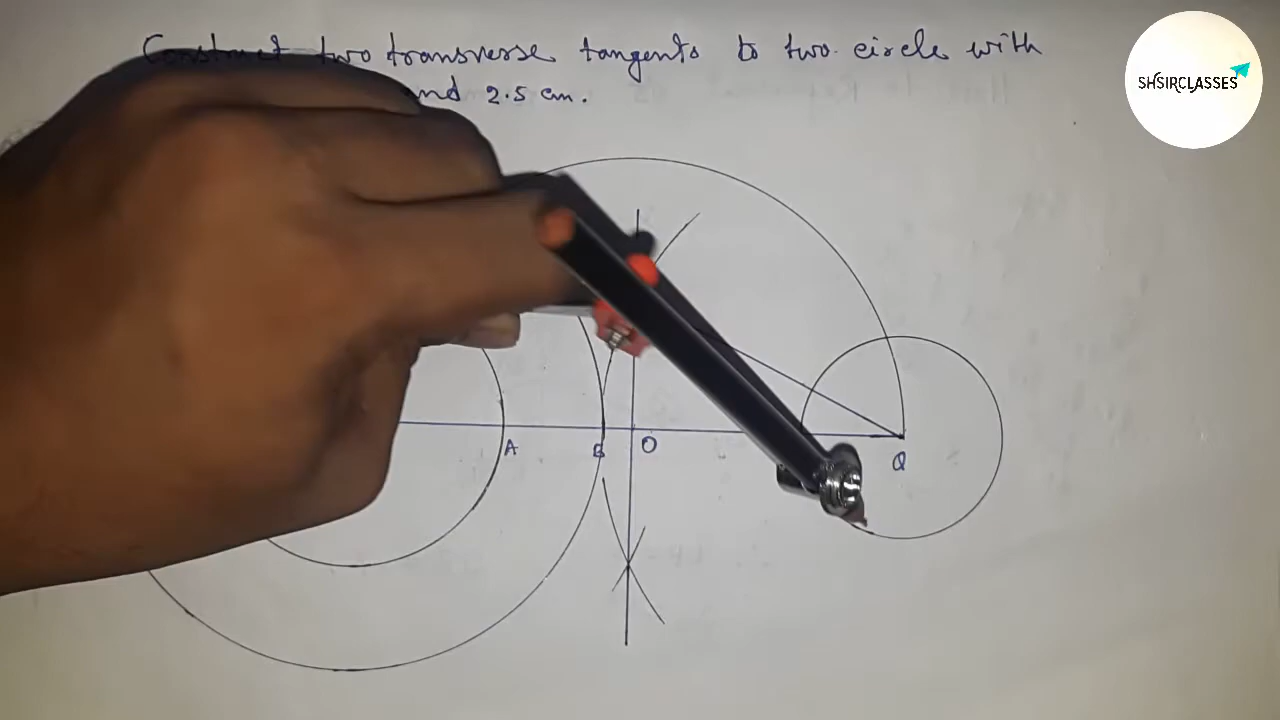 Construct two transverse tangents to two circle with
and 2.5 cm.
SHSIRCLASSES
A
B
O
Q